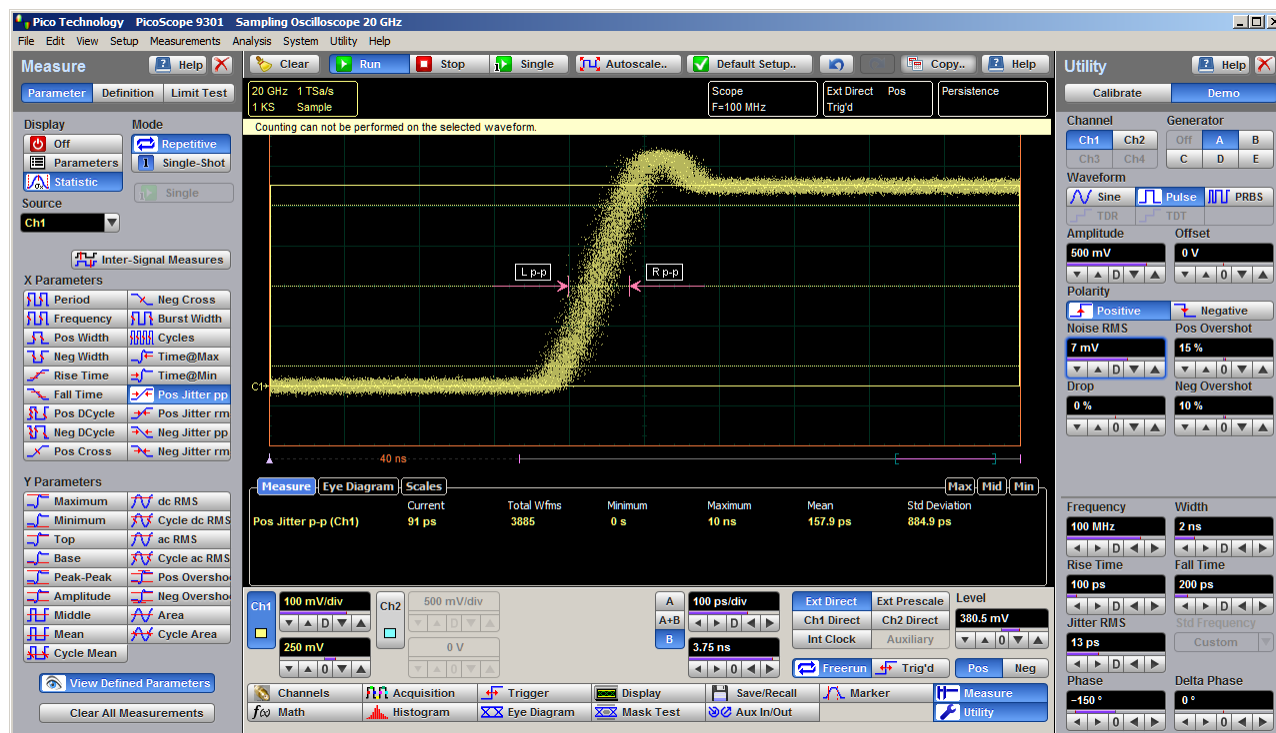 Pico Technology PicoScope 9301 Sampling Oscilloscope 20 GHz
File Edit View Setup Measurements Analysis System Utility Help
Measure
Help
Parameter Definition Limit Test
Display Mode
Off Repetitive
Parameters 1 Single-Shot
Statistic
Single
Source
Ch1
Inter-Signal Measures
X Parameters
Period Neg Cross
Frequency Burst Width
Pos Width Cycles
Neg Width Time@Max
Rise Time Time@Min
Fall Time Pos Jitter pp
Pos DCycle Pos Jitter rm
Neg DCycle Neg Jitter pp
Pos Cross Neg Jitter rm
Y Parameters
Maximum dc RMS
Minimum Cycle dc RMS
Top ac RMS
Base Cycle ac RMS
Peak-Peak Pos Oversho
Amplitude Neg Oversho
Middle Area
Mean Cycle Area
Cycle Mean
View Defined Parameters
Clear All Measurements
Clear Run Stop Single Autoscale.. Default Setup.. Copy.. Help
20 GHz 1 TSa/s
1 KS Sample
Scope
F=100 MHz
Ext Direct Pos
Trig'd
Persistence
Counting can not be performed on the selected waveform.
L p-p R p-p
C1
40 ns
Measure Eye Diagram Scales Max Mid Min
Current Total Wfms Minimum Maximum Mean Std Deviation
Pos Jitter p-p (Ch1) 91 ps 3885 0 s 10 ns 157.9 ps 884.9 ps
Ch1 100 mV/div Ch2 500 mV/div
D D
250 mV 0 V
0 0
A 100 ps/div
A+B D
B 3.75 ns
0
Ext Direct Ext Prescale Level
Ch1 Direct Ch2 Direct 380.5 mV
Int Clock Auxiliary 0
Freerun Trig'd Pos Neg
Channels Acquisition Trigger Display Save/Recall Marker Measure
f(x) Math Histogram Eye Diagram Mask Test Aux In/Out Utility
Utility
Help
Calibrate Demo
Channel Generator
Ch1 Ch2 Off A B
Ch3 Ch4 C D E
Waveform
Sine Pulse PRBS
TDR TDT
Amplitude Offset
500 mV 0 V
D 0
Polarity
Positive Negative
Noise RMS Pos Overshot
7 mV 15 %
D 0
Drop Neg Overshot
0 % 10 %
0 0
Frequency Width
100 MHz 2 ns
D D
Rise Time Fall Time
100 ps 200 ps
D D
Jitter RMS Std Frequency
13 ps Custom
D
Phase Delta Phase
-150 ° 0 °
0 0